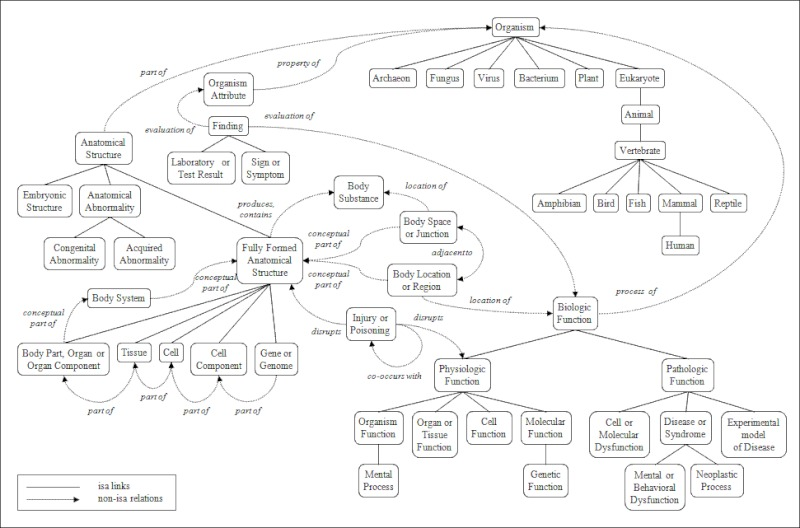 Organism
part of
property of
Archaeon
Fungus
Virus
Bacterium
Plant
Eukaryote
Organism
Attribute
Animal
evaluation of
evaluation of
Finding
Anatomical
Structure
Vertebrate
Laboratory or
Test Result
Sign or
Symptom
Body
Substance
location of
Embryonic
Structure
Anatomical
Abnormality
produces,
contains
Amphibian
Bird
Fish
Mammal
Reptile
Body Space
or Junction
conceptual
part of
Congenital
Abnormality
Acquired
Abnormality
Fully Formed
Anatomical
Structure
adjacent to
Human
conceptual
part of
conceptual
part of
Body Location
or Region
Body System
location of
process of
conceptual
part of
Biologic
Function
Injury or
Poisoning
disrupts
disrupts
co-occurs with
Body Part, Organ or
Organ Component
Tissue
Cell
Cell
Component
Gene or
Genome
part of
part of
part of
part of
Physiologic
Function
Pathologic
Function
Organism
Function
Organ or
Tissue
Function
Cell
Function
Molecular
Function
Cell or
Molecular
Dysfunction
Disease or
Syndrome
Experimental
model
of Disease
Mental
Process
Genetic
Function
Mental or
Behavioral
Dysfunction
Neoplastic
Process
isa links
non-isa relations